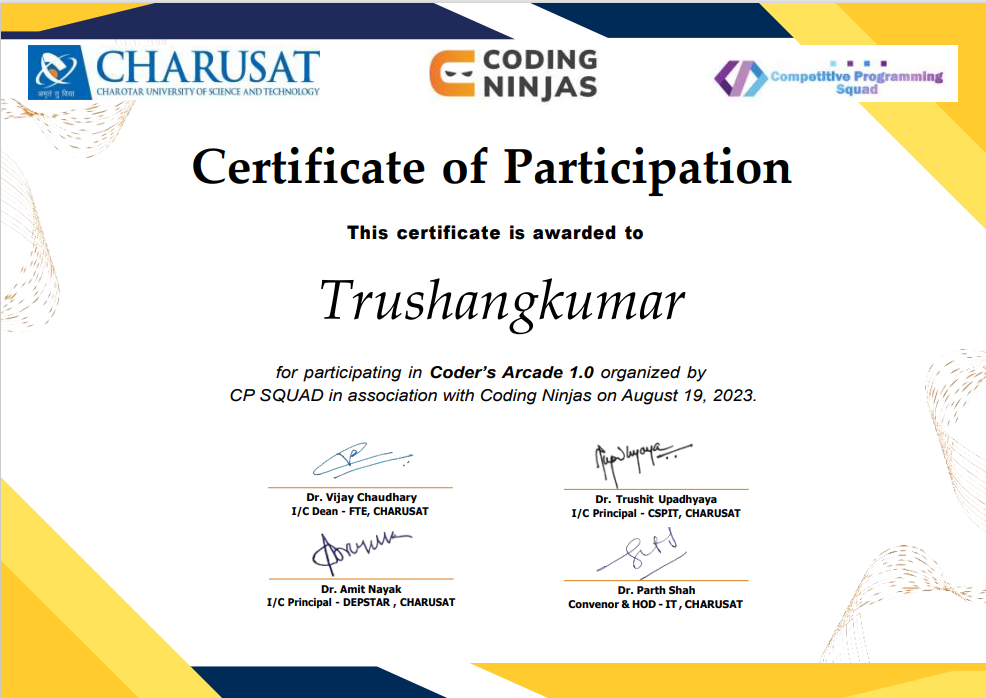 CHARUSAT
CHAROTAR UNIVERSITY OF SCIENCE AND TECHNOLOGY
CODING
NINJAS
Competitive Programming
Squad
Certificate of Participation
This certificate is awarded to
Trushangkumar
for participating in Coder's Arcade 1.0 organized by
CP SQUAD in association with Coding Ninjas on August 19, 2023.
Dr. Vijay Chaudhary
I/C Dean - FTE, CHARUSAT
Dr. Trushit Upadhyaya
I/C Principal - CSPIT, CHARUSAT
Dr. Amit Nayak
I/C Principal - DEPSTAR , CHARUSAT
Dr. Parth Shah
Convenor & HOD - IT , CHARUSAT